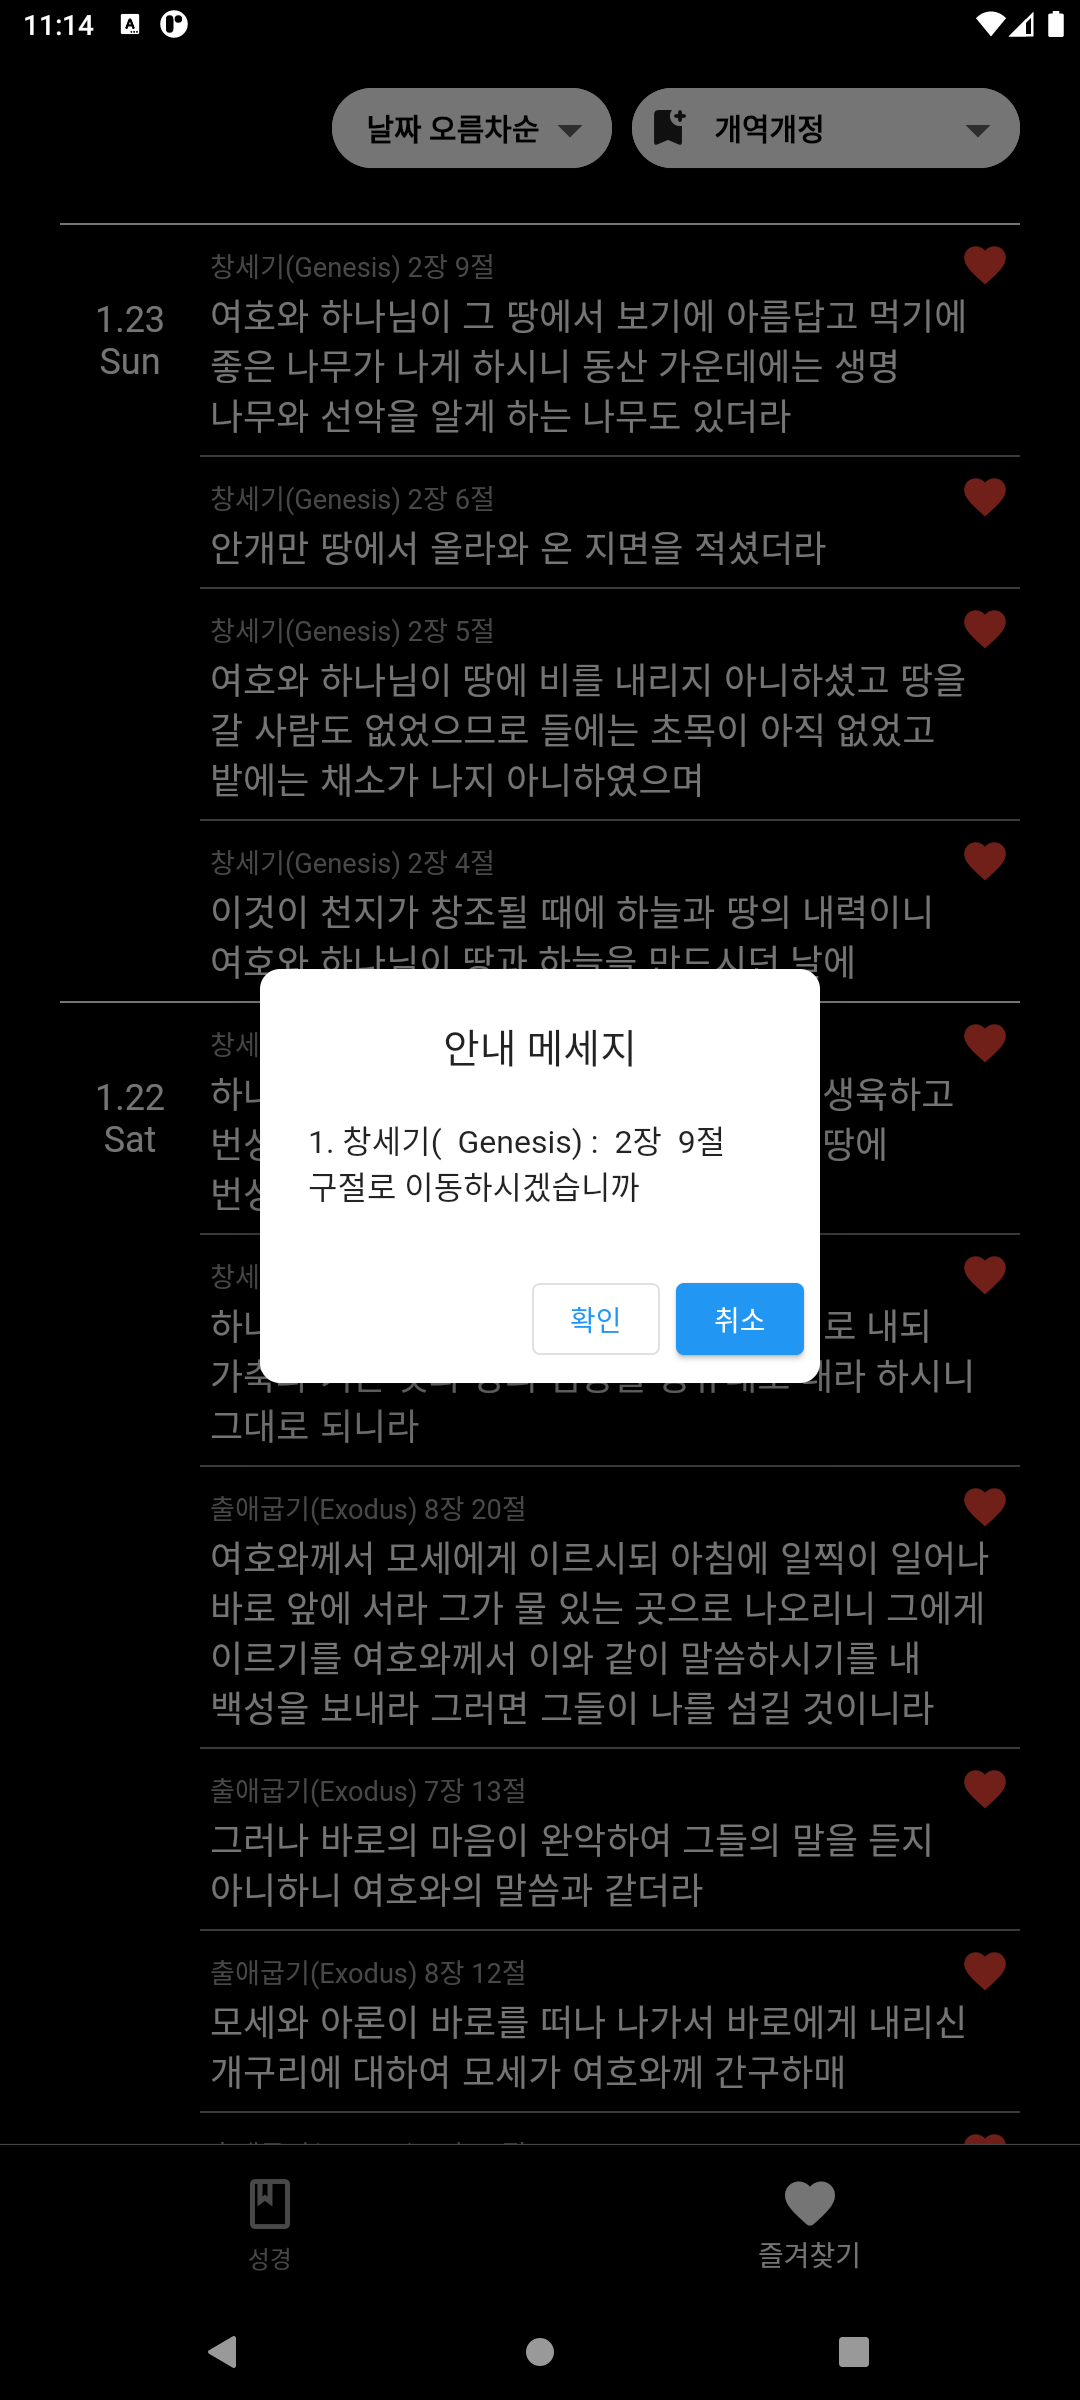 11:14
날짜 오름차순
개역개정
창세기(Genesis) 2장 9절
1.23
Sun
여호와 하나님이 그 땅에서 보기에 아름답고 먹기에
좋은 나무가 나게 하시니 동산 가운데에는 생명
나무와 선악을 알게 하는 나무도 있더라
창세기(Genesis) 2장 6절
안개만 땅에서 올라와 온 지면을 적셨더라
창세기(Genesis) 2장 5절
여호와 하나님이 땅에 비를 내리지 아니하셨고 땅을
갈 사람도 없었으므로 들에는 초목이 아직 없었고
밭에는 채소가 나지 아니하였으며
창세기(Genesis) 2장 4절
이것이 천지가 창조될 때에 하늘과 땅의 내력이니
여호와 하나님이 땅과 하늘을 만드시던 날에
안내 메세지
1. 창세기( Genesis) : 2장 9절
구절로 이동하시겠습니까
확인
취소
창세
1.22
Sat
생육하고
땅에
창세
로 내되
내라 하시니
그대로 되니라
출애굽기(Exodus) 8장 20절
여호와께서 모세에게 이르시되 아침에 일찍이 일어나
바로 앞에 서라 그가 물 있는 곳으로 나오리니 그에게
이르기를 여호와께서 이와 같이 말씀하시기를 내
백성을 보내라 그러면 그들이 나를 섬길 것이니라
출애굽기(Exodus) 7장 13절
그러나 바로의 마음이 완악하여 그들의 말을 듣지
아니하니 여호와의 말씀과 같더라
출애굽기(Exodus) 8장 12절
모세와 아론이 바로를 떠나 나가서 바로에게 내리신
개구리에 대하여 모세가 여호와께 간구하매
성경
즐겨찾기